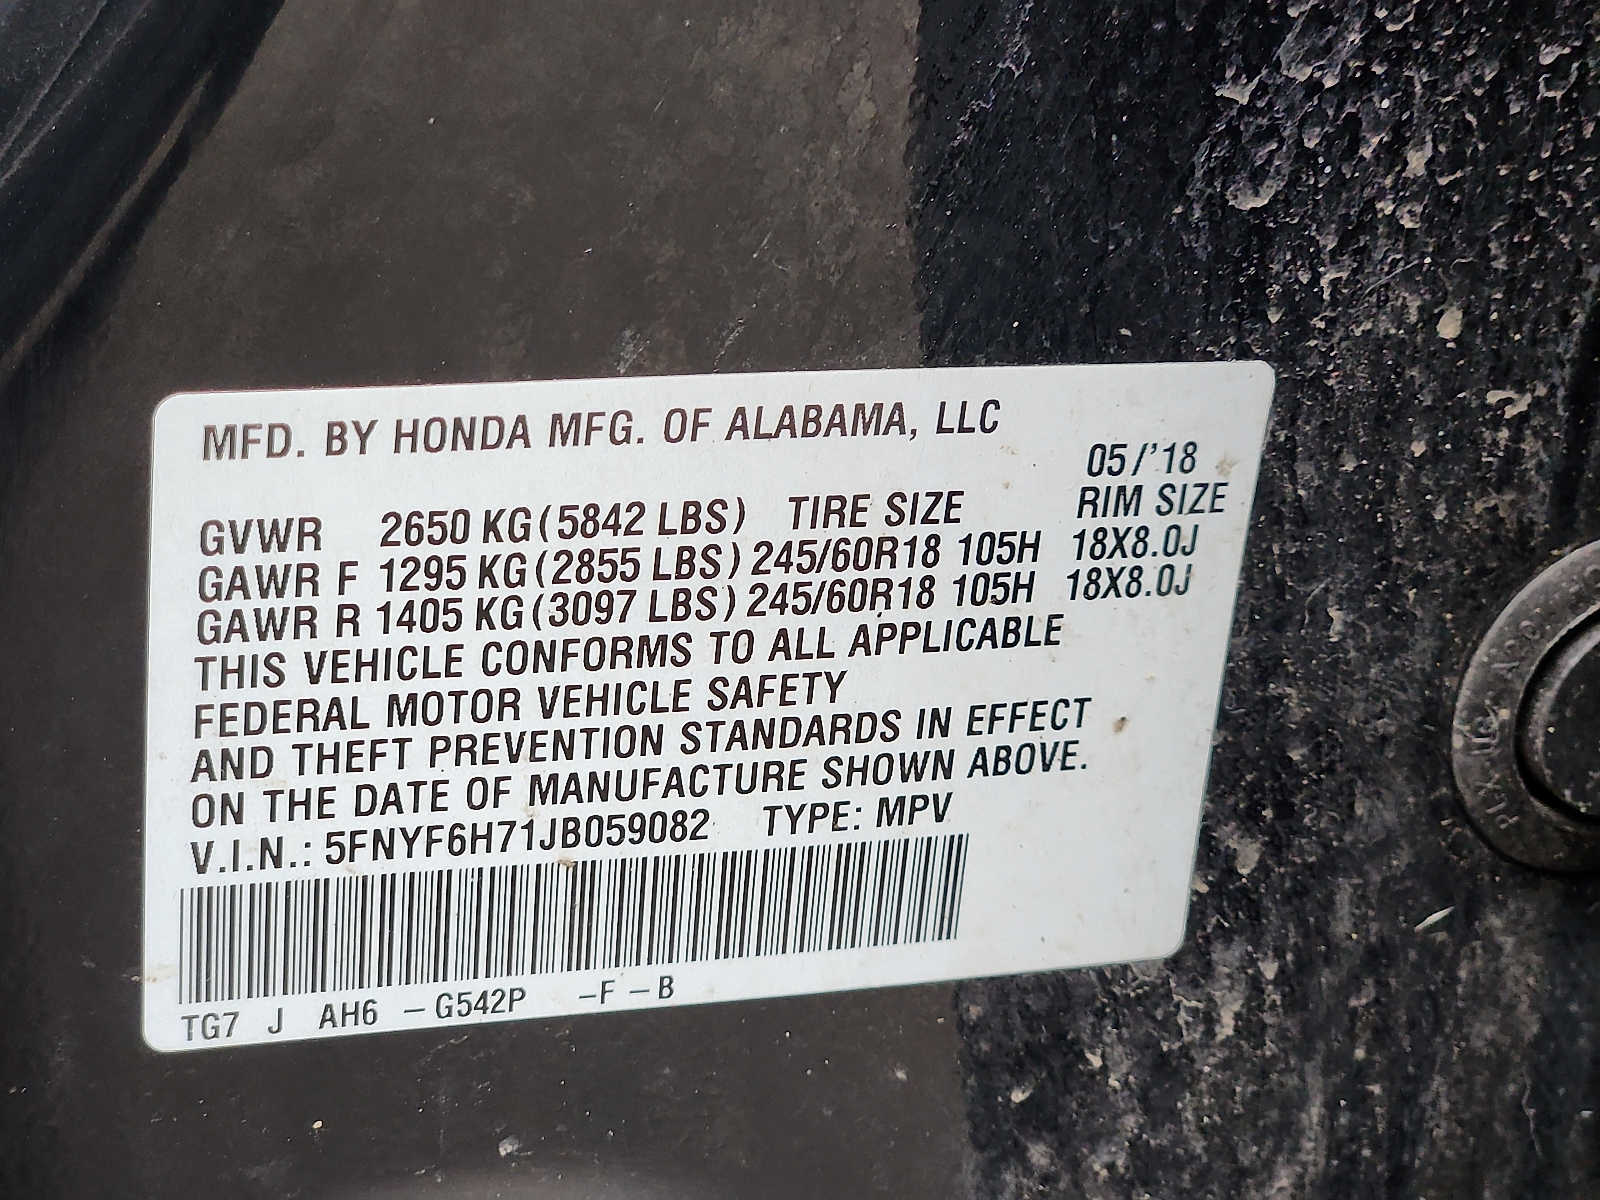 MFD. BY HONDA MFG. OF ALABAMA, LLC
05/'18
GVWR 2650 KG (5842 LBS) TIRE SIZE RIM SIZE
GAWR F 1295 KG (2855 LBS) 245/60R18 105H 18X8.0J
GAWR R 1405 KG (3097 LBS) 245/60R18 105H 18X8.0J
THIS VEHICLE CONFORMS TO ALL APPLICABLE
FEDERAL MOTOR VEHICLE SAFETY
AND THEFT PREVENTION STANDARDS IN EFFECT
ON THE DATE OF MANUFACTURE SHOWN ABOVE.
V.I.N.: 5FNYF6H71JB059082 TYPE: MPV
TG7 J AH6 -G542P -F-B